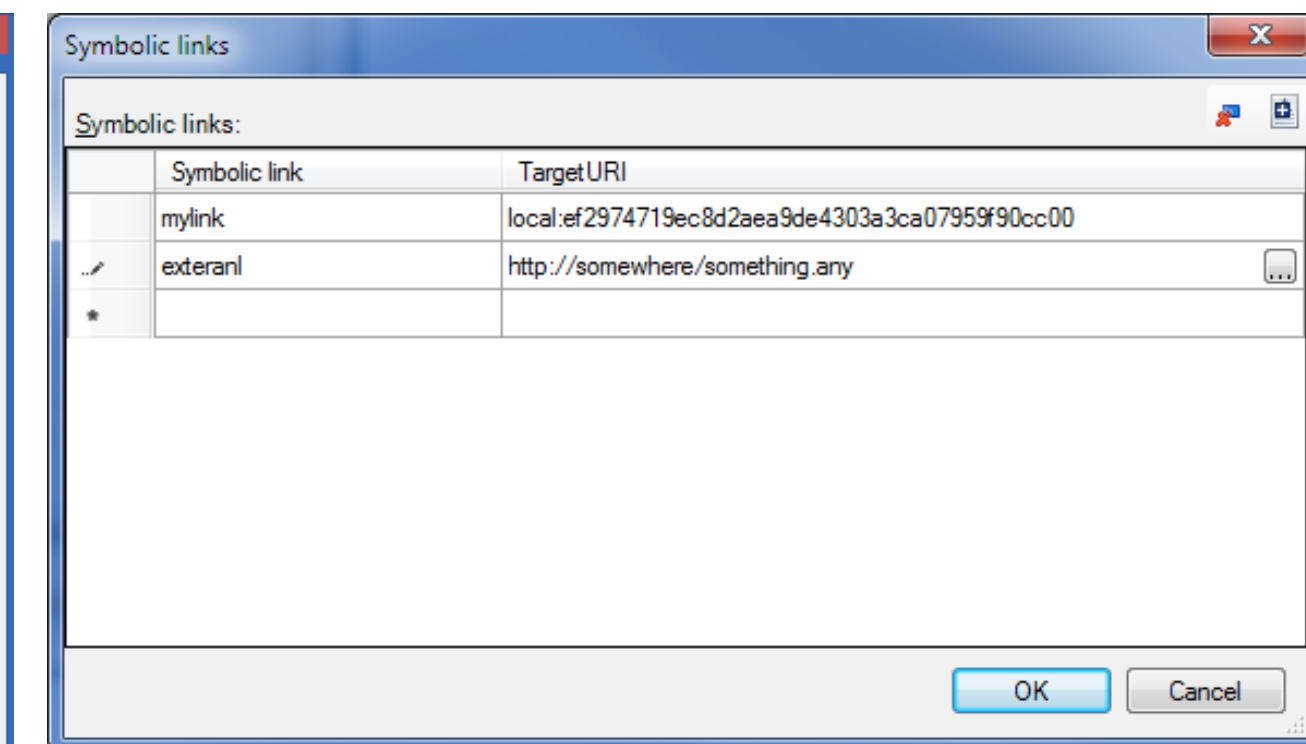 Symbolic links
Symbolic links:
Symbolic link TargetURI
mylink local:ef2974719ec8d2aea9de4303a3ca07959f90cc00
exteranl http://somewhere/something.any
...
OK Cancel